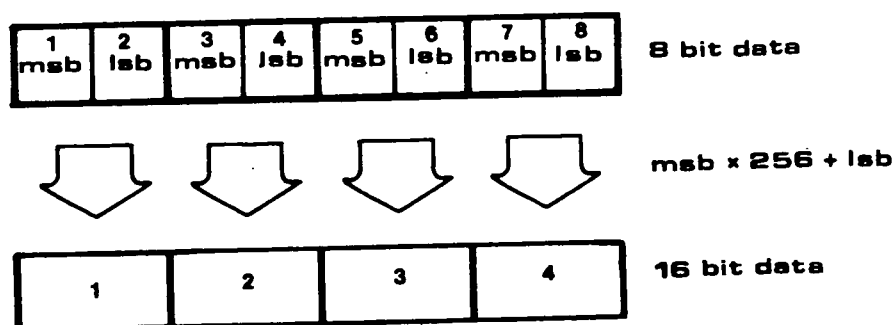 1 2 3 4 5 6 7 8
msb lsb msb lsb msb lsb msb lsb 8 bit data
msb x 256 + lsb
1 2 3 4 16 bit data